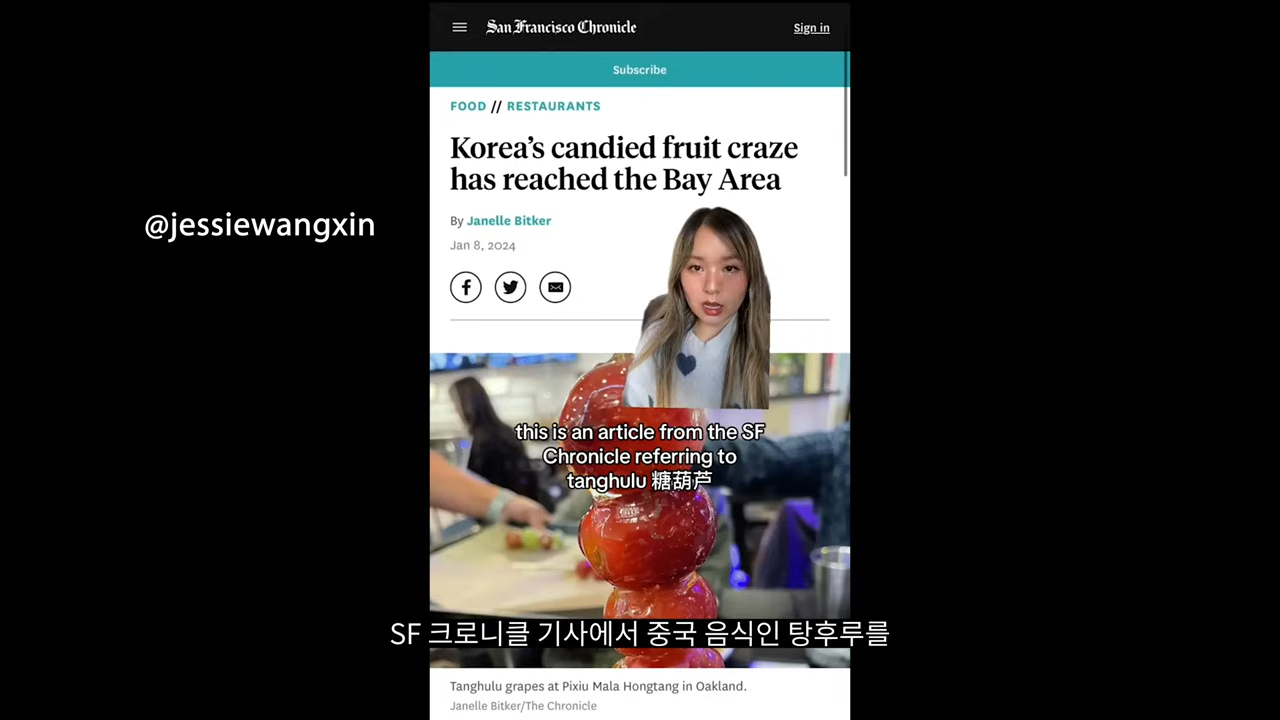 San Francisco Chronicle
Sign in
Subscribe
FOOD // RESTAURANTS
Korea's candied fruit craze
has reached the Bay Area
By Janelle Bitker
Jan 8, 2024
@jessiewangxin
this is an article from the SF
Chronicle referring to
tanghulu 糖葫芦
SF 크로니클 기사에서 중국 음식인 탕후루를
Tanghulu grapes at Pixiu Mala Hongtang in Oakland.
Janelle Bitker/The Chronicle